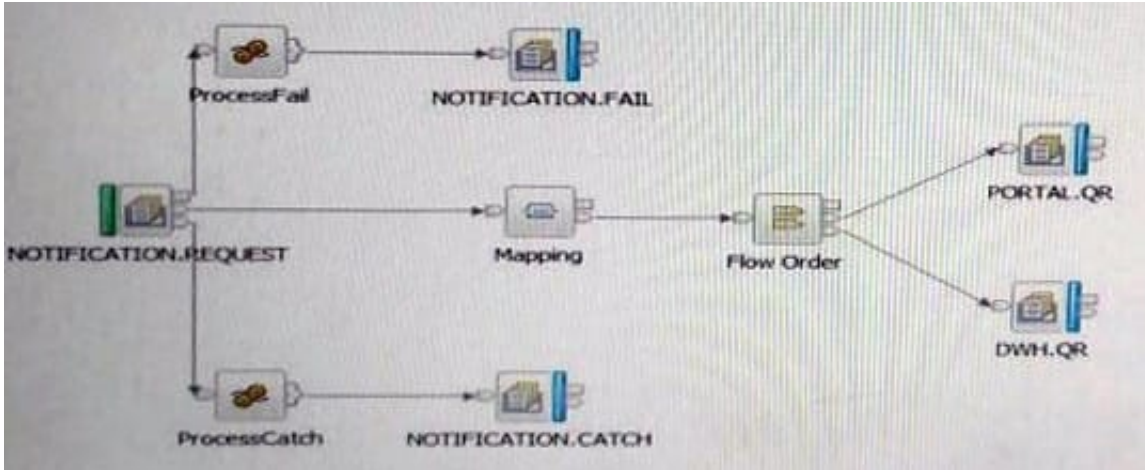 ProcessFail
NOTIFICATION.FAIL
PORTAL.QR
NOTIFICATION.REQUEST
Mapping
Flow Order
DWH.QR
ProcessCatch
NOTIFICATION.CATCH